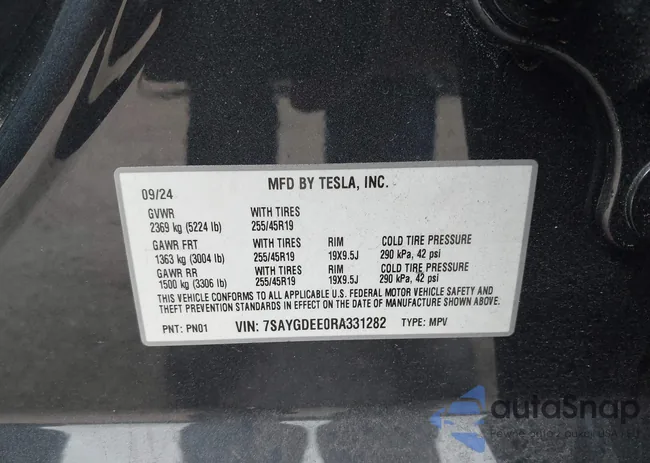 MFD BY TESLA, INC.
09/24
GVWR WITH TIRES
2369 kg (5224 lb) 255/45R19
GAWR FRT WITH TIRES RIM COLD TIRE PRESSURE
1363 kg (3004 lb) 255/45R19 19X9.5J 290 kPa, 42 psi
GAWR RR WITH TIRES RIM COLD TIRE PRESSURE
1500 kg (3306 lb) 255/45R19 19X9.5J 290 kPa, 42 psi
THIS VEHICLE CONFORMS TO ALL APPLICABLE U.S. FEDERAL MOTOR VEHICLE SAFETY AND
THEFT PREVENTION STANDARDS IN EFFECT ON THE DATE OF MANUFACTURE SHOWN ABOVE.
PNT: PN01 VIN: 7SAYGDEE0RA331282 TYPE: MPV
autaSnap